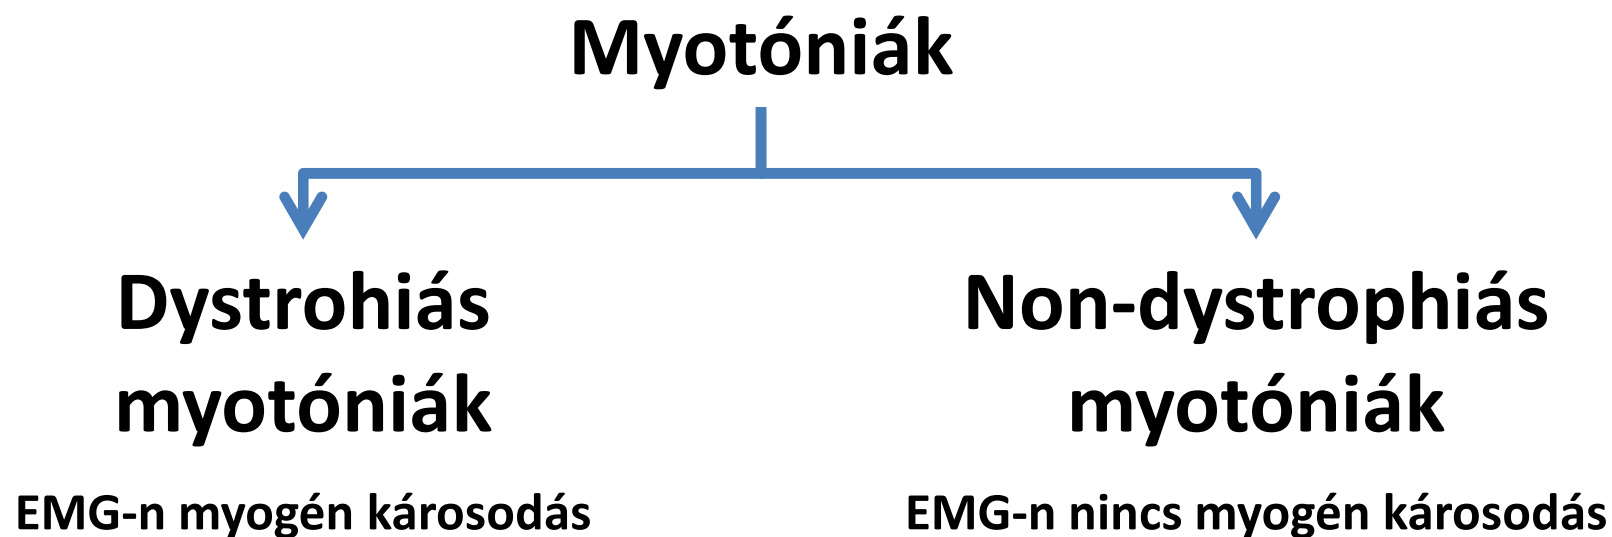 Myotóniák
Dystrohiás
myotóniák
EMG-n myogén károsodás
Non-dystrophiás
myotóniák
EMG-n nincs myogén károsodás